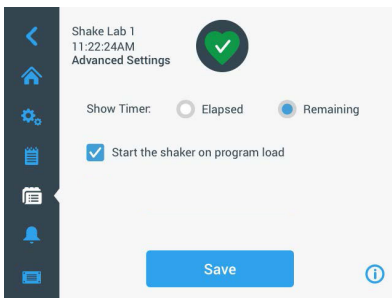 Shake Lab 1
11:22:24AM
Advanced Settings
Show Timer: Elapsed Remaining
Start the shaker on program load
Save